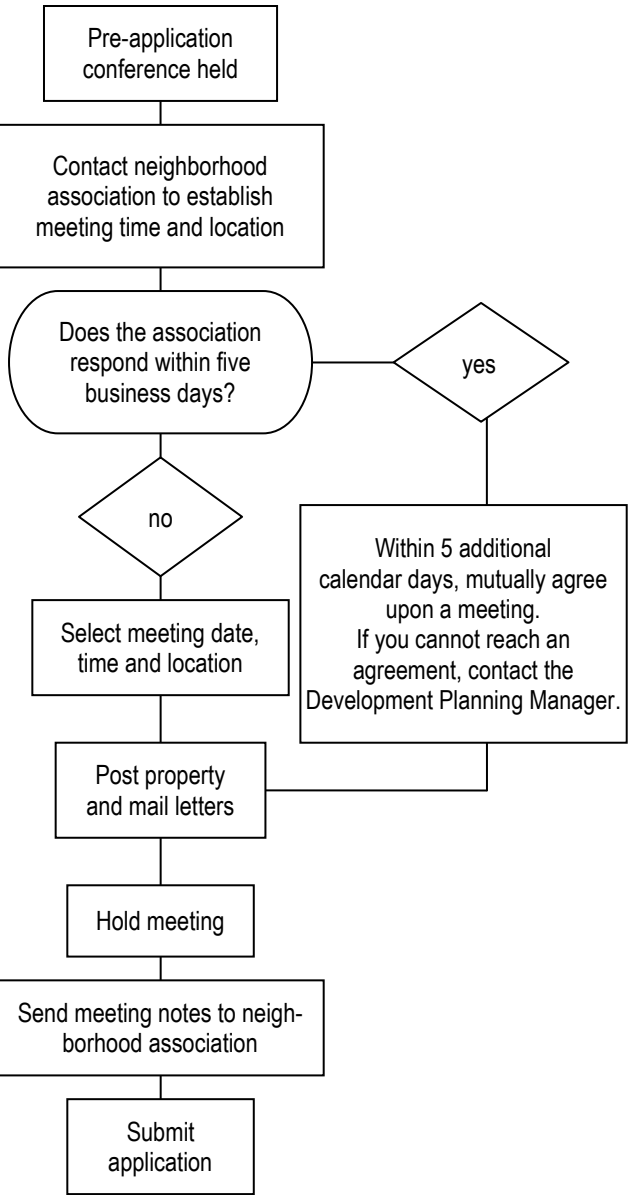 Pre-application
conference held
Contact neighborhood
association to establish
meeting time and location
Does the association
respond within five
business days?
yes
no
Within 5 additional
calendar days, mutually agree
upon a meeting.
If you cannot reach an
agreement, contact the
Development Planning Manager.
Select meeting date,
time and location
Post property
and mail letters
Hold meeting
Send meeting notes to neigh-
borhood association
Submit
application